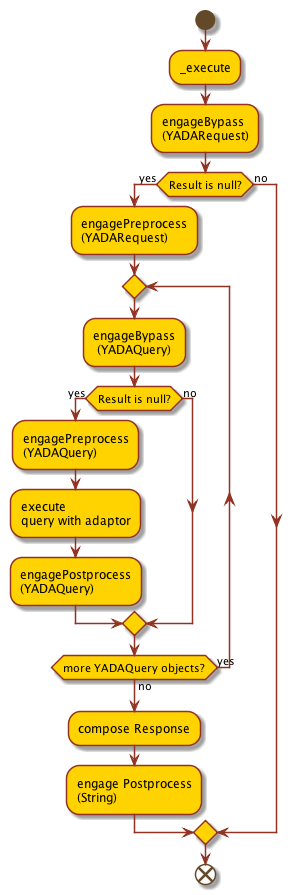 _execute
engageBypass
(YADARequest)
yes
Result is null?
no
engagePreprocess
(YADARequest)
engageBypass
(YADAQuery)
yes
Result is null?
no
engagePreprocess
(YADAQuery)
execute
query with adaptor
engagePostprocess
(YADAQuery)
more YADAQuery objects?
yes
no
compose Response
engage Postprocess
(String)